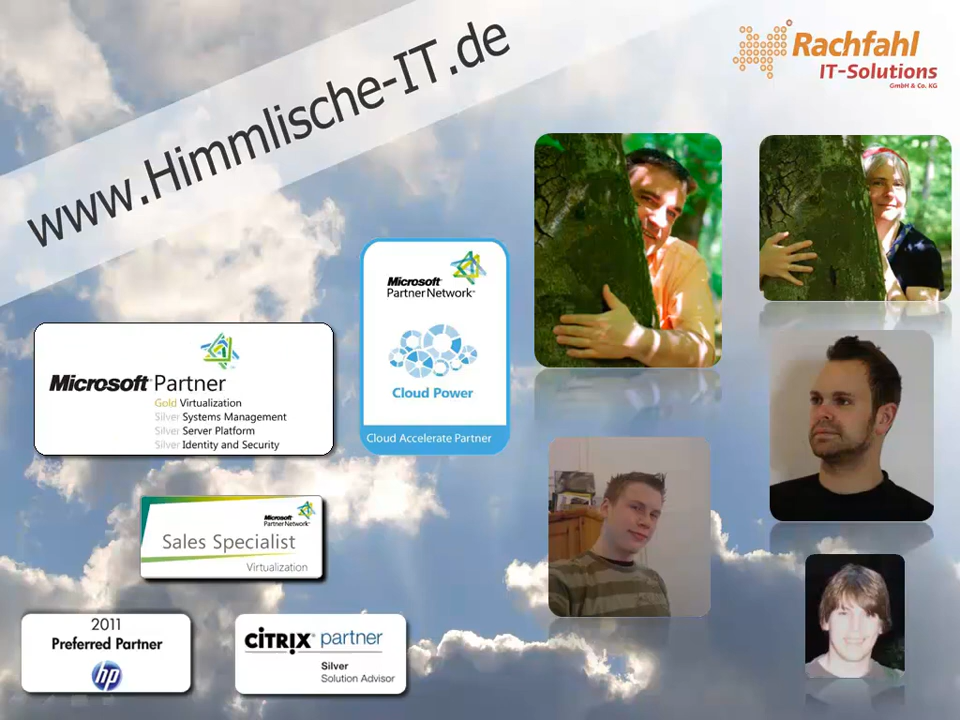 www.Himmlische-IT.de
Rachfahl
IT-Solutions
GmbH & Co. KG
Microsoft
Partner Network
Cloud Power
Cloud Accelerate Partner
Microsoft Partner
Gold Virtualization
Silver Systems Management
Silver Server Platform
Silver Identity and Security
Microsoft
Partner Network
Sales Specialist
Virtualization
2011
Preferred Partner
hp
CİTRIX partner
Silver
Solution Advisor